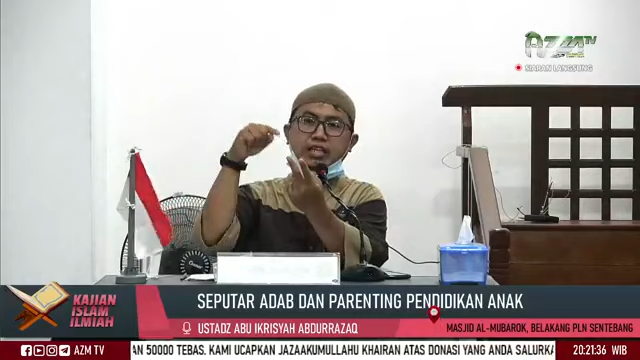 AZM TV
SIARAN LANGSUNG
KAJIAN
ISLAM
ILMIAH
SEPUTAR ADAB DAN PARENTING PENDIDIKAN ANAK
USTADZ ABU IKRISYAH ABDURRAZAQ
MASJID AL-MUBAROK, BELAKANG PLN SENTEBANG
AZM TV
AN 50000 TEBAS. KAMI UCAPKAN JAZAAKUMULLAHU KHAIRAN ATAS DONASI YANG ANDA SALURKA
20:21:36 WIB